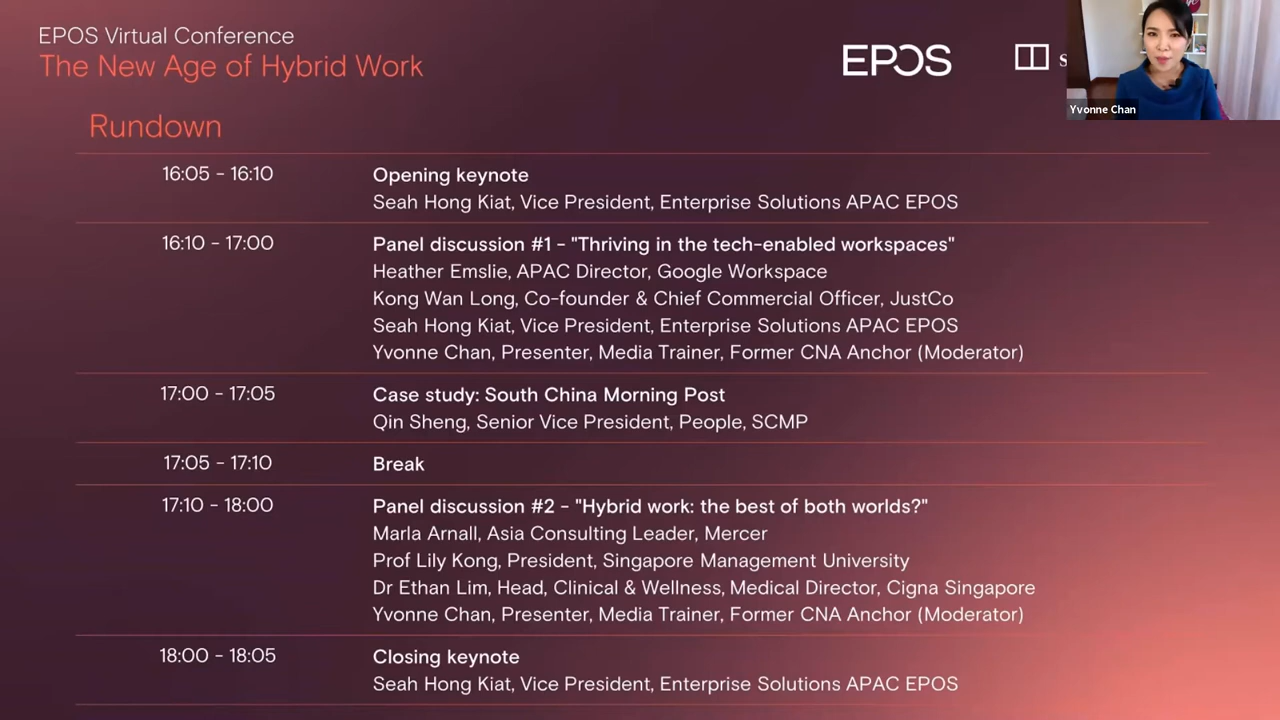 EPOS Virtual Conference
The New Age of Hybrid Work
EPOS
S
Yvonne Chan
Rundown
16:05 - 16:10
Opening keynote
Seah Hong Kiat, Vice President, Enterprise Solutions APAC EPOS
16:10 - 17:00
Panel discussion #1 - "Thriving in the tech-enabled workspaces"
Heather Emslie, APAC Director, Google Workspace
Kong Wan Long, Co-founder & Chief Commercial Officer, JustCo
Seah Hong Kiat, Vice President, Enterprise Solutions APAC EPOS
Yvonne Chan, Presenter, Media Trainer, Former CNA Anchor (Moderator)
17:00 - 17:05
Case study: South China Morning Post
Qin Sheng, Senior Vice President, People, SCMP
17:05 - 17:10
Break
17:10 - 18:00
Panel discussion #2 - "Hybrid work: the best of both worlds?"
Marla Arnall, Asia Consulting Leader, Mercer
Prof Lily Kong, President, Singapore Management University
Dr Ethan Lim, Head, Clinical & Wellness, Medical Director, Cigna Singapore
Yvonne Chan, Presenter, Media Trainer, Former CNA Anchor (Moderator)
18:00 - 18:05
Closing keynote
Seah Hong Kiat, Vice President, Enterprise Solutions APAC EPOS